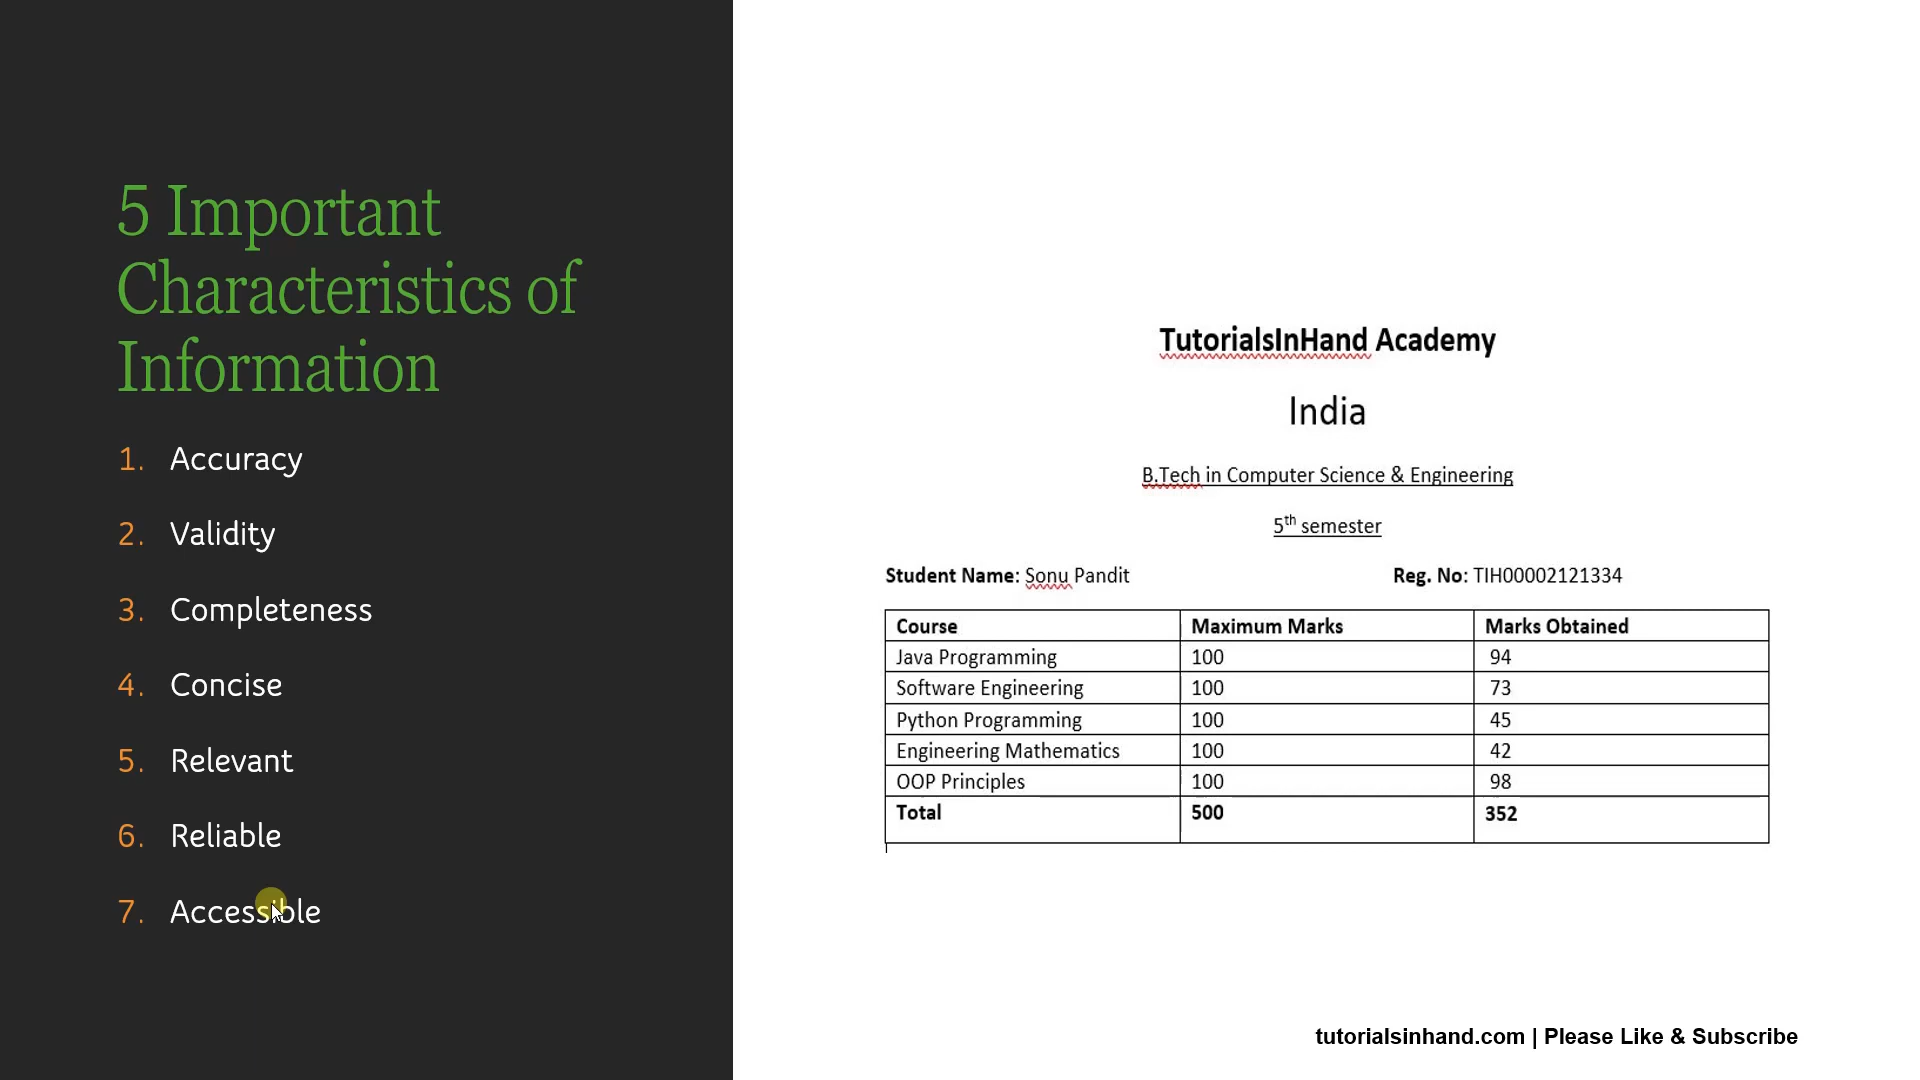 5 Important
Characteristics of
Information
1. Accuracy
2. Validity
3. Completeness
4. Concise
5. Relevant
6. Reliable
7. Accessible
TutorialsInHand Academy
India
B.Tech in Computer Science & Engineering
5th semester
Student Name: Sonu Pandit Reg. No: TIH00002121334
Course Maximum Marks Marks Obtained
Java Programming 100 94
Software Engineering 100 73
Python Programming 100 45
Engineering Mathematics 100 42
OOP Principles 100 98
Total 500 352
tutorialsinhand.com | Please Like & Subscribe